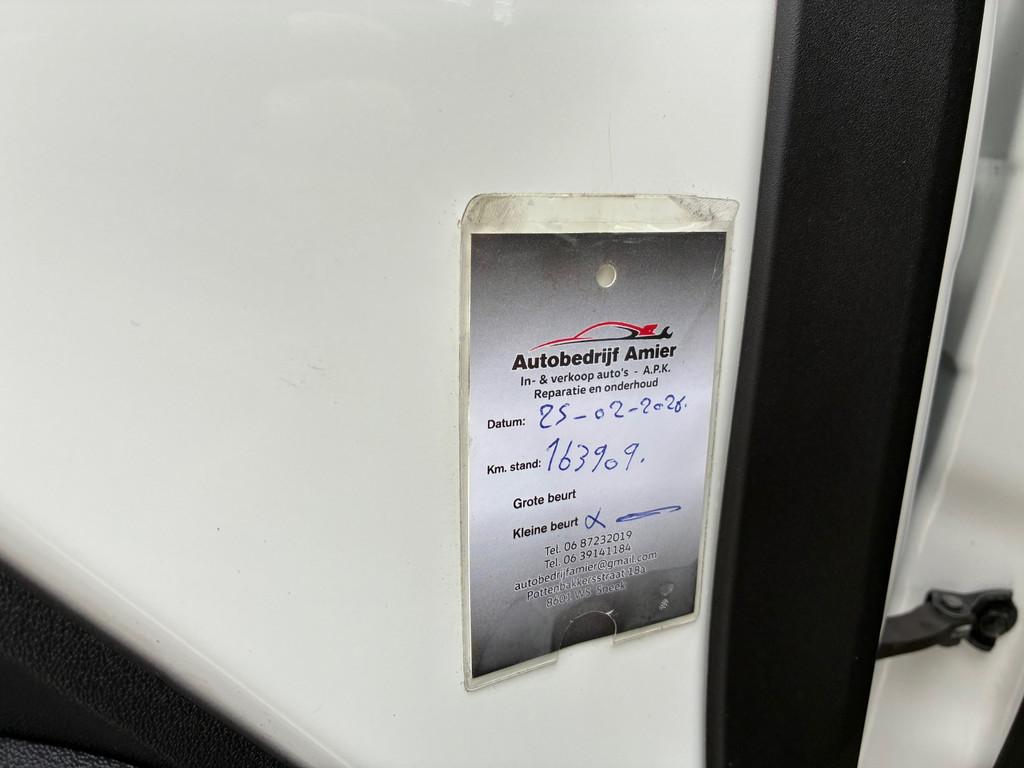 Autobedrijf Amier
In- & verkoop auto's - A.P.K.
Reparatie en onderhoud
Datum: 25-02-2026.
Km. stand: 163909.
Grote beurt
Kleine beurt x
Tel. 06 87232019
Tel. 06 39141184
autobedrijfamier@gmail.com
Pottenbakkersstraat 18a
8601 WS Sneek